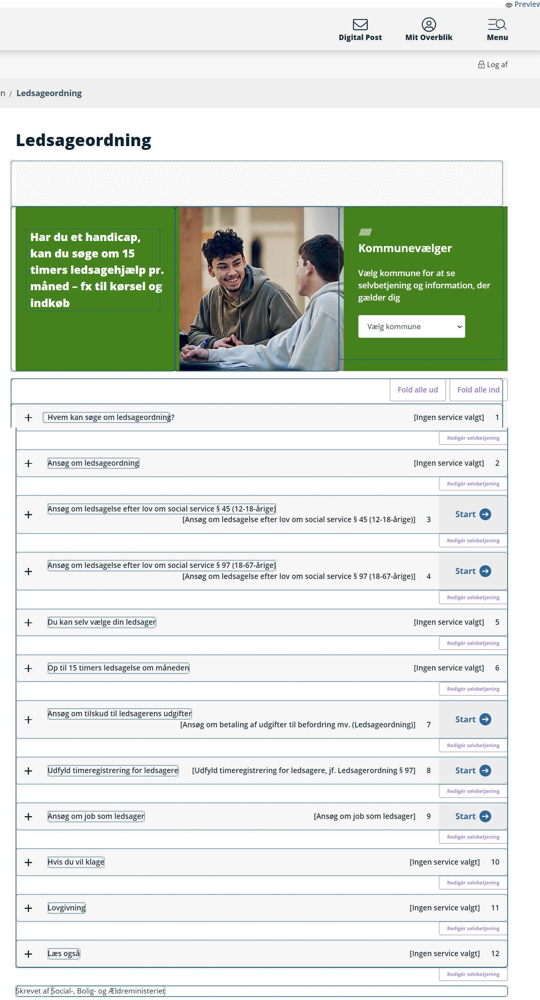 Preview
Digital Post
Mit Overblik
Menu
Log af
n / Ledsageordning
Ledsageordning
Har du et handicap,
kan du søge om 15
timers ledsagehjælp pr.
måned – fx til kørsel og
indkøb
Kommunevælger
Vælg kommune for at se
selvbetjening og information, der
gælder dig
Vælg kommune
Fold alle ud
Fold alle ind
Hvem kan søge om ledsageordning? [Ingen service valgt] 1
Redigér selvbetjening
Ansøg om ledsageordning [Ingen service valgt] 2
Redigér selvbetjening
Ansøg om ledsagelse efter lov om social service § 45 (12-18-årige)
[Ansøg om ledsagelse efter lov om social service § 45 (12-18-årige)] 3 Start
Redigér selvbetjening
Ansøg om ledsagelse efter lov om social service § 97 (18-67-årige)
[Ansøg om ledsagelse efter lov om social service § 97 (18-67-årige)] 4 Start
Redigér selvbetjening
Du kan selv vælge din ledsager [Ingen service valgt] 5
Redigér selvbetjening
Op til 15 timers ledsagelse om måneden [Ingen service valgt] 6
Redigér selvbetjening
Ansøg om tilskud til ledsagerens udgifter
[Ansøg om betaling af udgifter til befordring mv. (Ledsageordning)] 7 Start
Redigér selvbetjening
Udfyld timeregistrering for ledsagere [Udfyld timeregistrering for ledsagere, jf. Ledsagerordning § 97] 8 Start
Redigér selvbetjening
Ansøg om job som ledsager [Ansøg om job som ledsager] 9 Start
Redigér selvbetjening
Hvis du vil klage [Ingen service valgt] 10
Redigér selvbetjening
Lovgivning [Ingen service valgt] 11
Redigér selvbetjening
Læs også [Ingen service valgt] 12
Redigér selvbetjening
Skrevet af Social-, Bolig- og Ældreministeriet